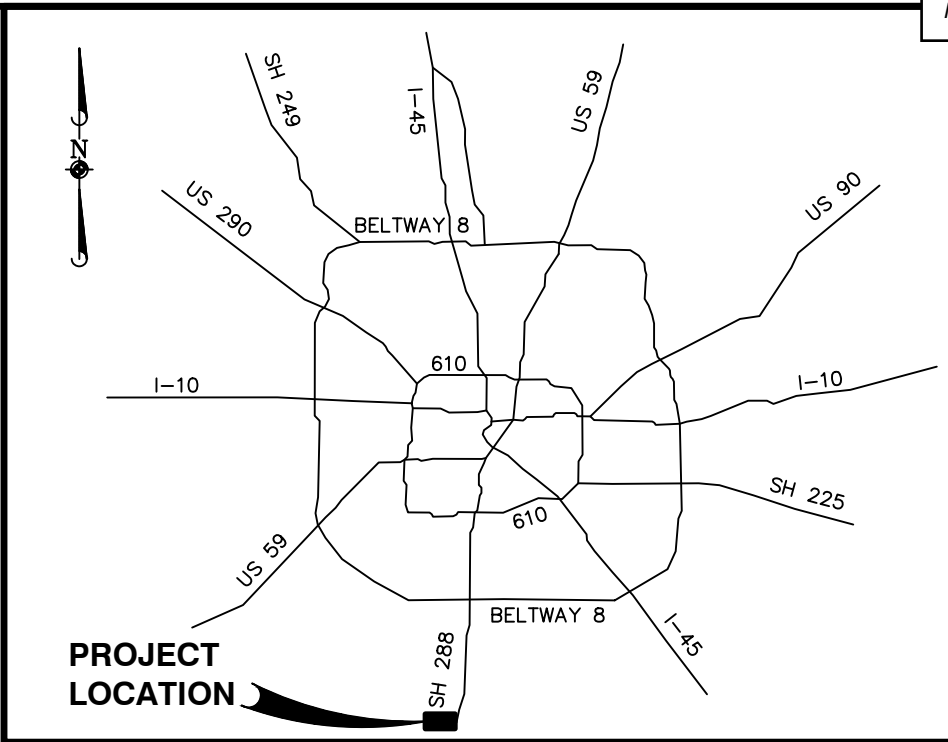 SH 249
I-45
US 59
N
US 290
BELTWAY 8
US 90
610
I-10
I-10
SH 225
610
US 59
BELTWAY 8
I-45
SH 288
PROJECT
LOCATION